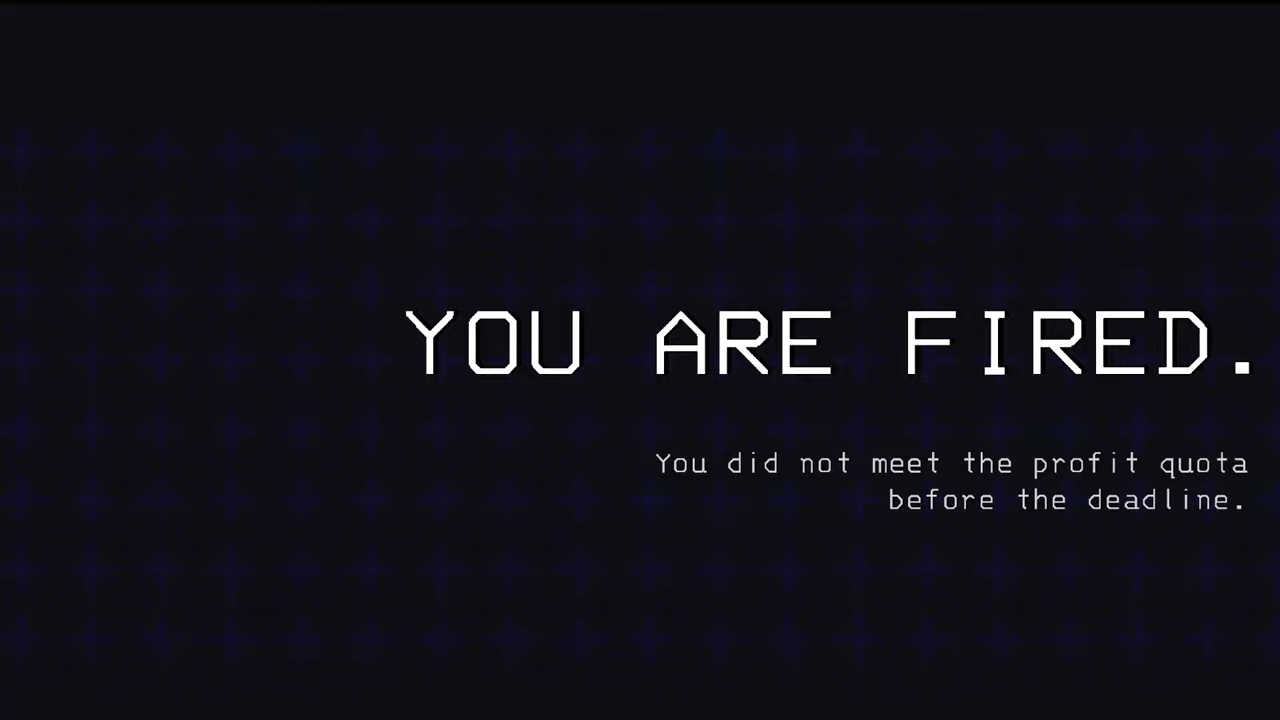 YOU ARE FIRED.
You did not meet the profit quota
before the deadline.